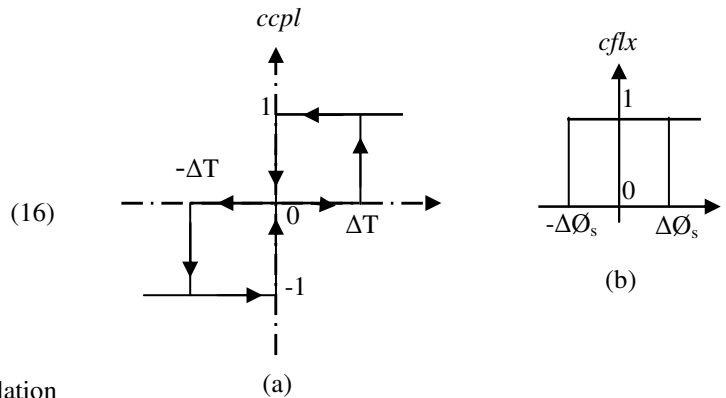 ccpl
cflx
1
1
-ΔT
(16)
0
ΔT
0
-ΔØs
ΔØs
-1
(b)
(a)
lation